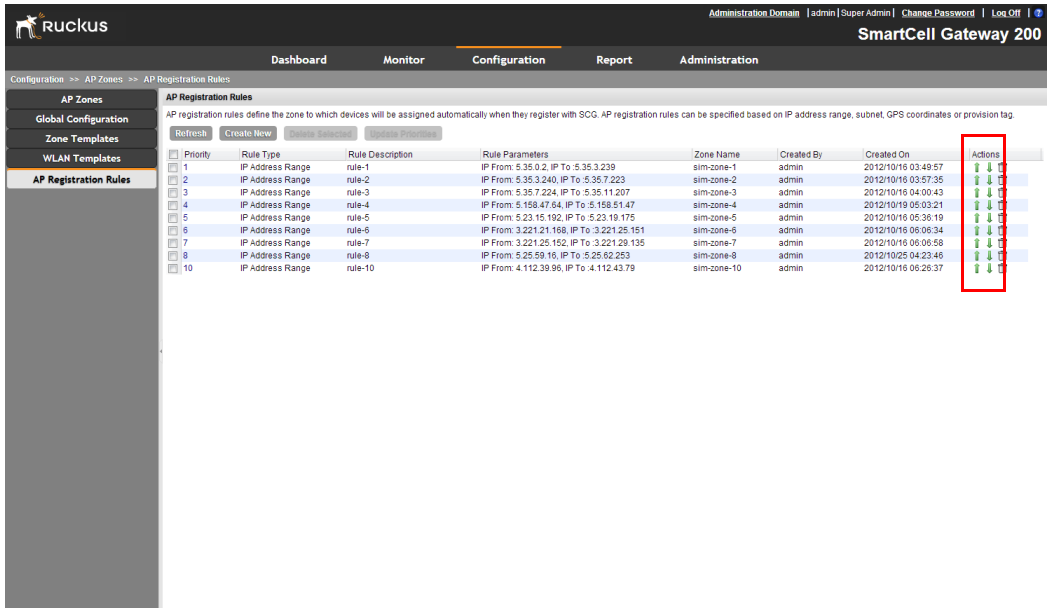 Administration Domain | admin | Super Admin | Change Password | Log Off | ?
RUCKUS
SmartCell Gateway 200
Dashboard Monitor Configuration Report Administration
Configuration >> AP Zones >> AP Registration Rules
AP Zones
Global Configuration
Zone Templates
WLAN Templates
AP Registration Rules
AP Registration Rules
AP registration rules define the zone to which devices will be assigned automatically when they register with SCG. AP registration rules can be specified based on IP address range, subnet, GPS coordinates or provision tag.
Refresh Create New Delete Selected Update Priorities
Priority Rule Type Rule Description Rule Parameters Zone Name Created By Created On Actions
1 IP Address Range rule-1 IP From: 5.35.0.2, IP To :5.35.3.239 sim-zone-1 admin 2012/10/16 03:49:57
2 IP Address Range rule-2 IP From: 5.35.3.240, IP To :5.35.7.223 sim-zone-2 admin 2012/10/16 03:57:35
3 IP Address Range rule-3 IP From: 5.35.7.224, IP To :5.35.11.207 sim-zone-3 admin 2012/10/16 04:00:43
4 IP Address Range rule-4 IP From: 5.158.47.64, IP To :5.158.51.47 sim-zone-4 admin 2012/10/19 05:03:21
5 IP Address Range rule-5 IP From: 5.23.15.192, IP To :5.23.19.175 sim-zone-5 admin 2012/10/16 05:36:19
6 IP Address Range rule-6 IP From: 3.221.21.168, IP To :3.221.25.151 sim-zone-6 admin 2012/10/16 06:06:34
7 IP Address Range rule-7 IP From: 3.221.25.152, IP To :3.221.29.135 sim-zone-7 admin 2012/10/16 06:06:58
8 IP Address Range rule-8 IP From: 5.25.59.16, IP To :5.25.62.253 sim-zone-8 admin 2012/10/25 04:23:46
10 IP Address Range rule-10 IP From: 4.112.39.96, IP To :4.112.43.79 sim-zone-10 admin 2012/10/16 06:26:37